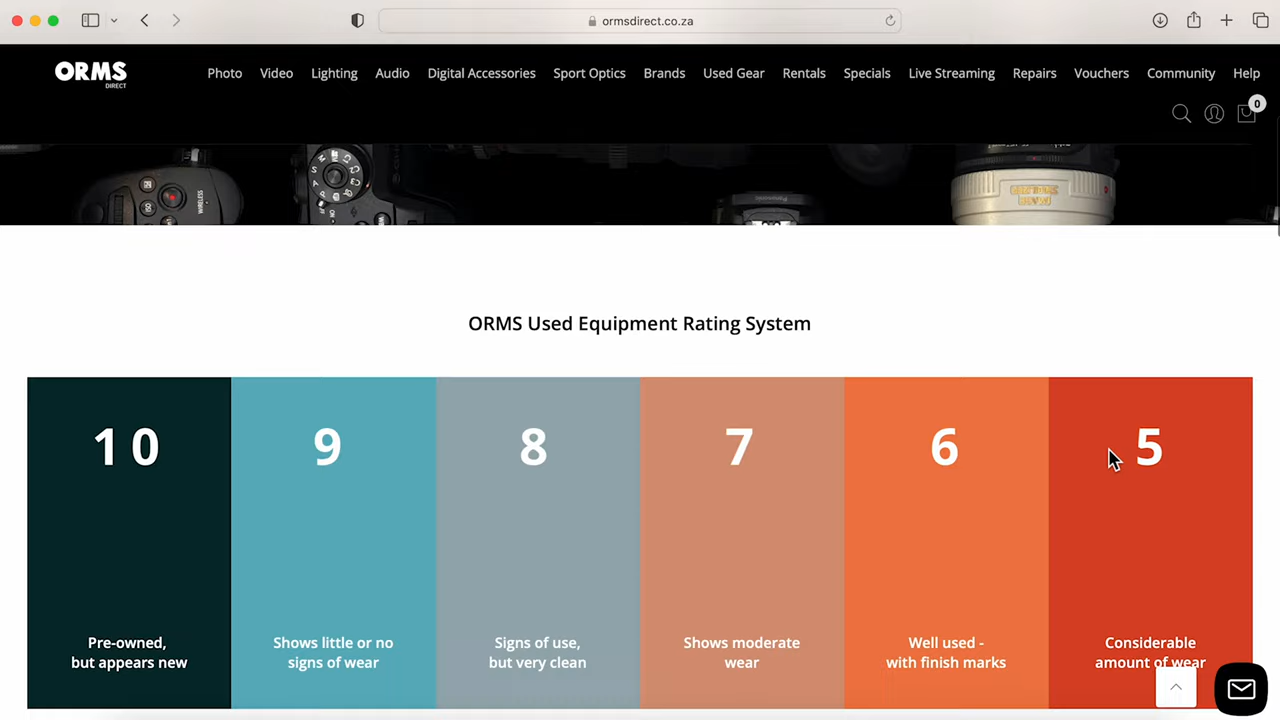 ormsdirect.co.za
ORMS
DIRECT
Photo Video Lighting Audio Digital Accessories Sport Optics Brands Used Gear Rentals Specials Live Streaming Repairs Vouchers Community Help
0
WIRELESS
ISO
Panasonic
ORMS Used Equipment Rating System
10 9 8 7 6 5
Pre-owned,
but appears new
Shows little or no
signs of wear
Signs of use,
but very clean
Shows moderate
wear
Well used -
with finish marks
Considerable
amount of wear